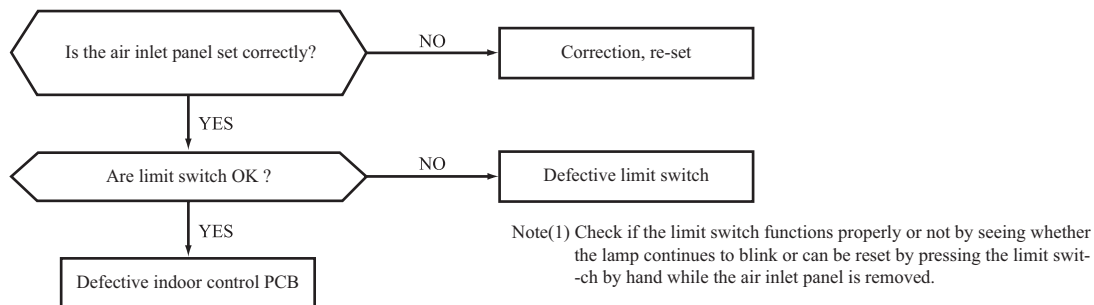 Is the air inlet panel set correctly?
NO
Correction, re-set
YES
Are limit switch OK ?
NO
Defective limit switch
YES
Note(1) Check if the limit switch functions properly or not by seeing whether
the lamp continues to blink or can be reset by pressing the limit swit-
-ch by hand while the air inlet panel is removed.
Defective indoor control PCB